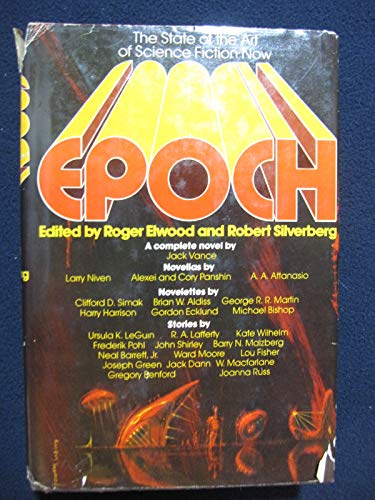 The State of the Art
of Science Fiction Now
EPOCH
Edited by Roger Elwood and Robert Silverberg
A complete novel by
Jack Vance
Novellas by
Larry Niven Alexei and Cory Panshin A. A. Attanasio
Novelettes by
Clifford D. Simak Brian W. Aldiss George R. R. Martin
Harry Harrison Gordon Ecklund Michael Bishop
Stories by
Ursula K. LeGuin R. A. Lafferty Kate Wilhelm
Frederik Pohl John Shirley Barry N. Malzberg
Neal Barrett, Jr. Ward Moore Lou Fisher
Joseph Green Jack Dann W. Macfarlane
Gregory Benford Joanna Russ